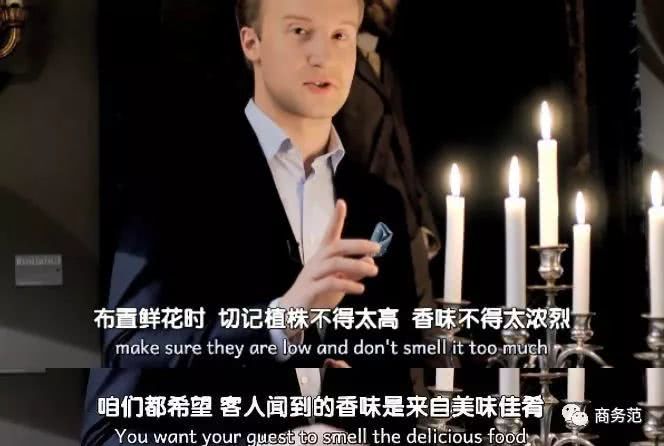 布置鲜花时 切记植株不得太高 香味不得太浓烈
make sure they are low and don't smell it too much
咱们都希望 客人闻到的香味是来自美味佳肴
You want your guest to smell the delicious food
商务范